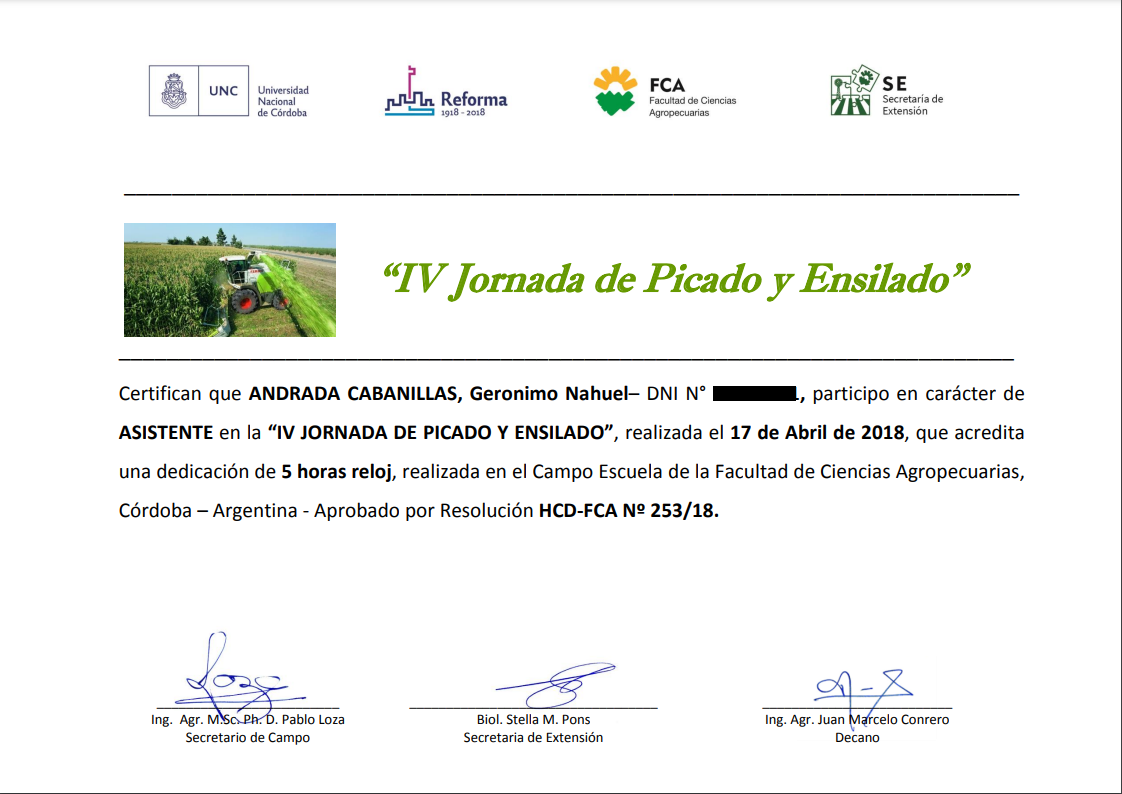 UNC
Universidad
Nacional
de Córdoba
Reforma
1918 - 2018
FCA
Facultad de Ciencias
Agropecuarias
SE
Secretaría de
Extensión
“IV Jornada de Picado y Ensilado”
Certifican que ANDRADA CABANILLAS, Geronimo Nahuel– DNI N° , participo en carácter de
ASISTENTE en la “IV JORNADA DE PICADO Y ENSILADO”, realizada el 17 de Abril de 2018, que acredita
una dedicación de 5 horas reloj, realizada en el Campo Escuela de la Facultad de Ciencias Agropecuarias,
Córdoba – Argentina - Aprobado por Resolución HCD-FCA Nº 253/18.
Ing. Agr. M.Sc. Ph. D. Pablo Loza
Secretario de Campo
Biol. Stella M. Pons
Secretaria de Extensión
Ing. Agr. Juan Marcelo Conrero
Decano